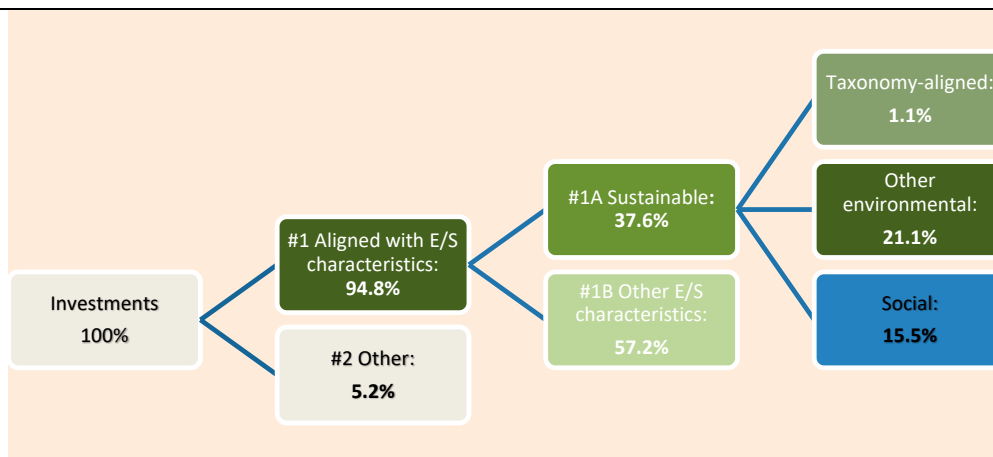 Investments
100%
#1 Aligned with E/S
characteristics:
94.8%
#2 Other:
5.2%
#1A Sustainable:
37.6%
#1B Other E/S
characteristics:
57.2%
Taxonomy-aligned:
1.1%
Other
environmental:
21.1%
Social:
15.5%